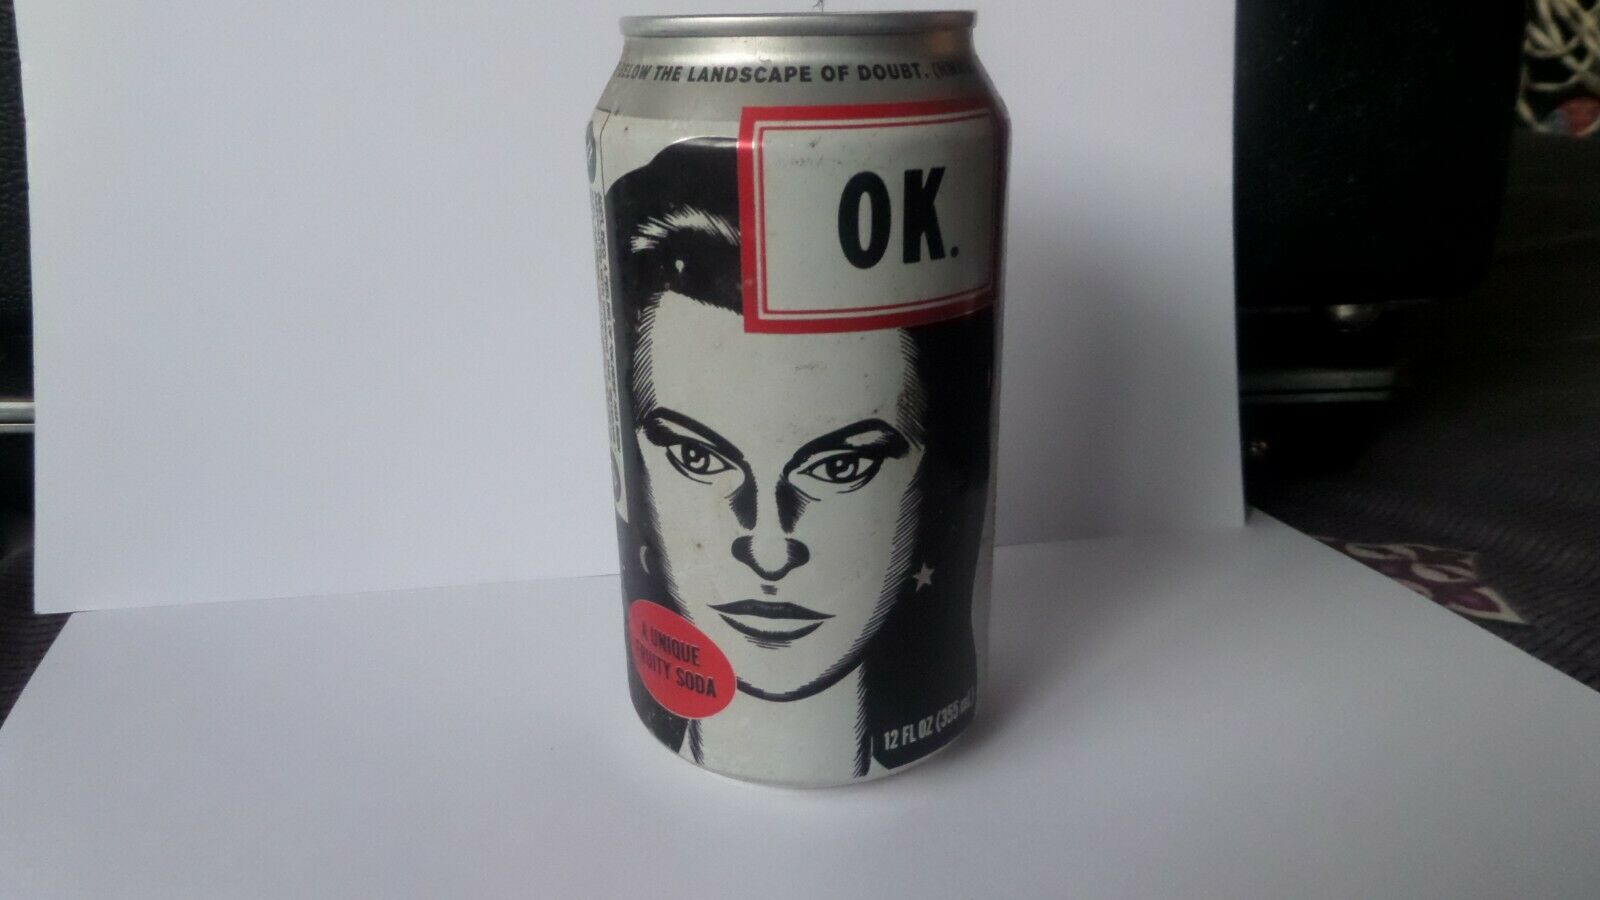 BELOW THE LANDSCAPE OF DOUBT.
OK.
A UNIQUE
FRUITY SODA
12 FL OZ (355 mL)